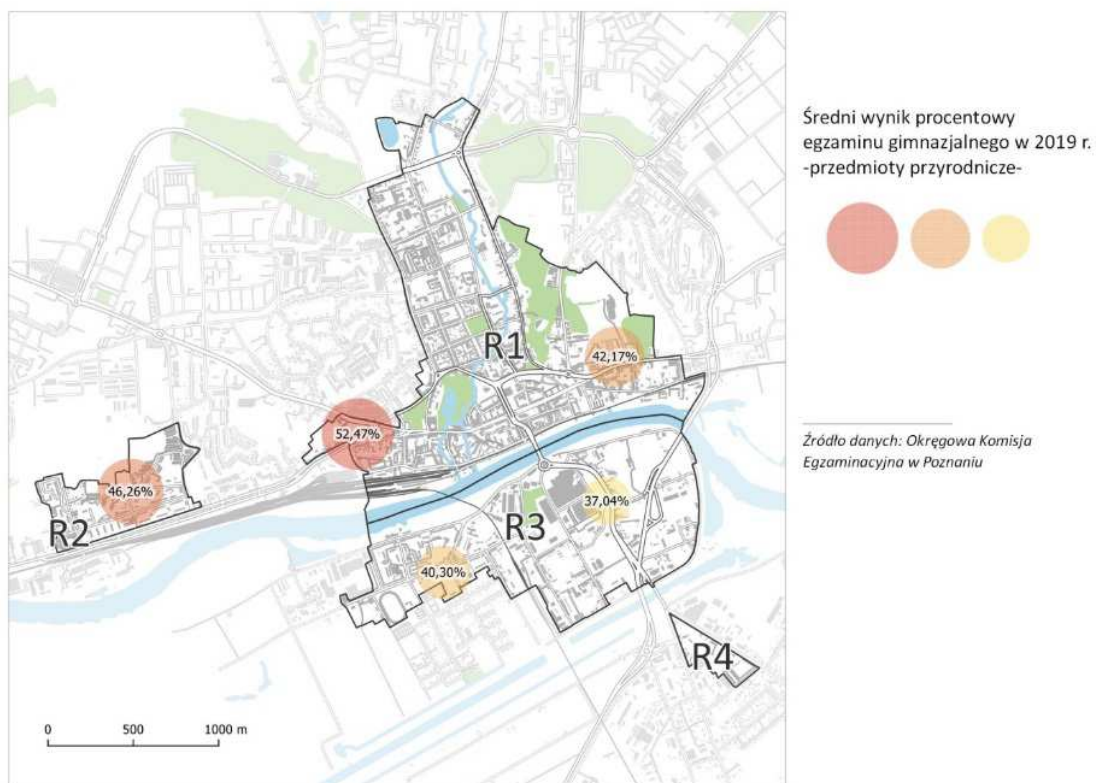 Średni wynik procentowy
egzaminu gimnazjalnego w 2019 r.
-przedmioty przyrodnicze-
R1
42,17%
52,47%
46,26%
R2
37,04%
R3
40,30%
R4
Źródło danych: Okręgowa Komisja
Egzaminacyjna w Poznaniu
0 500 1000 m